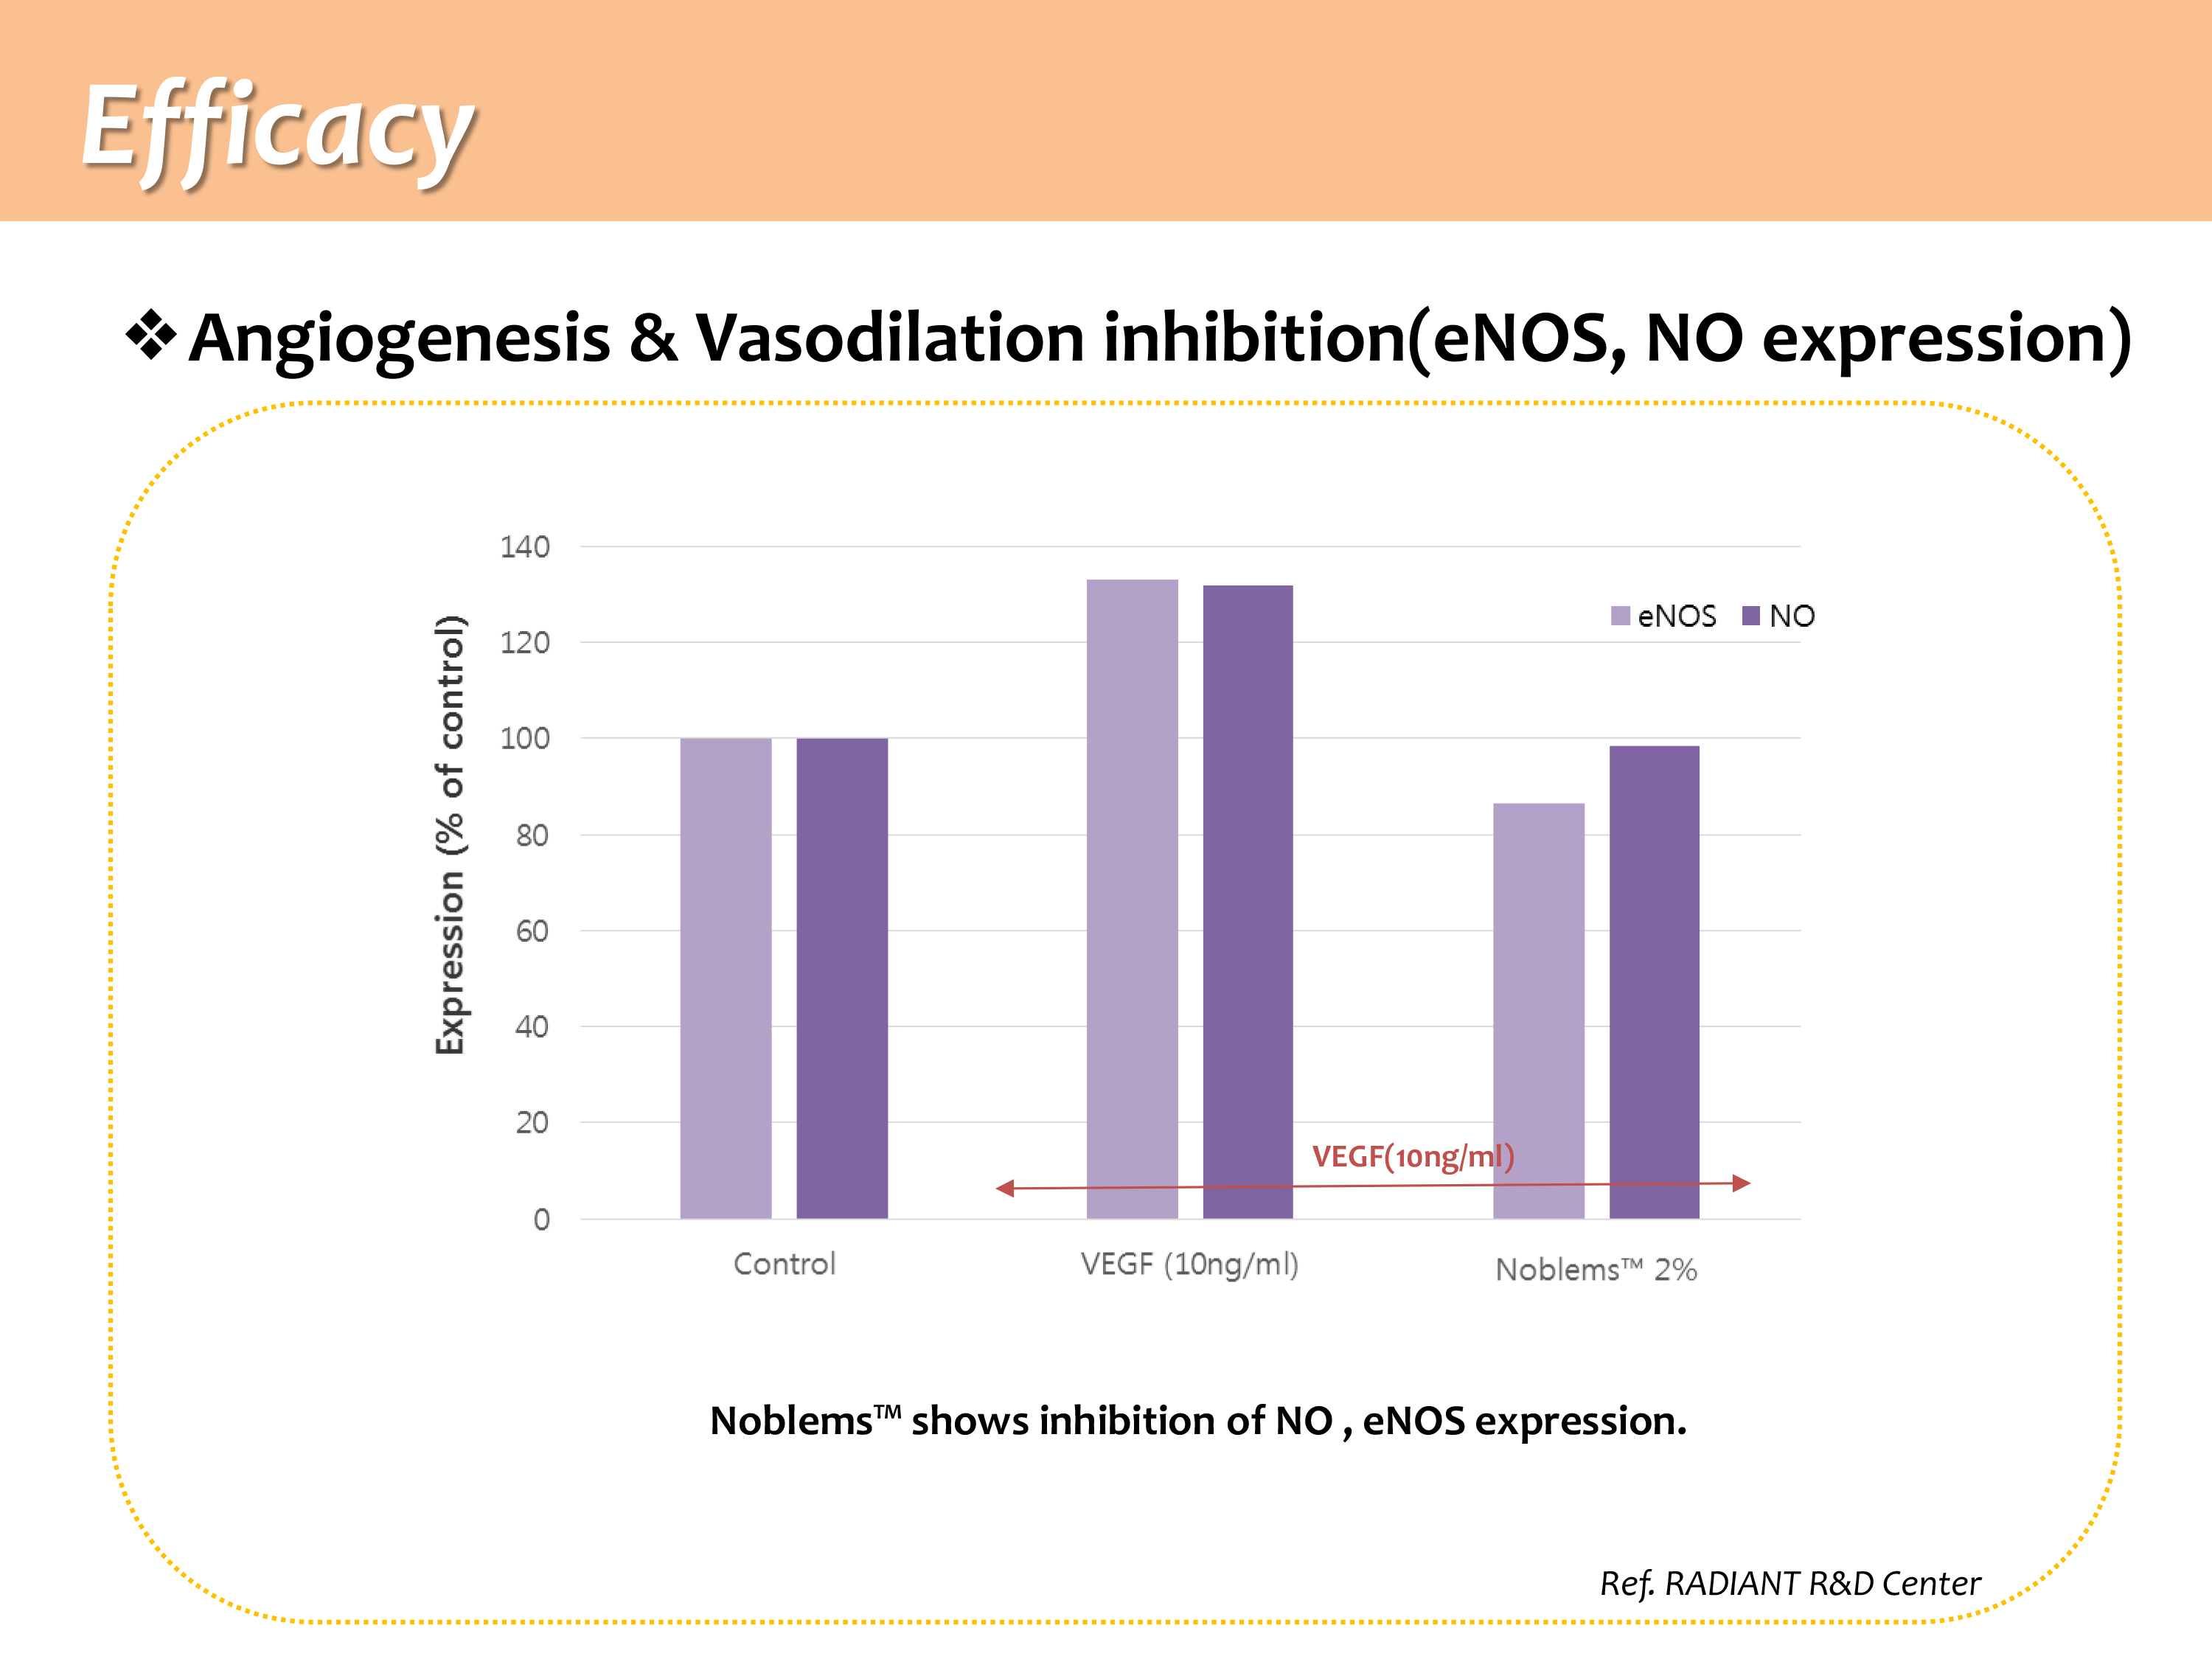 Efficacy
❖Angiogenesis & Vasodilation inhibition(eNOS, NO expression)
140
120
100
80
60
40
20
0
Expression (% of control)
eNOS NO
VEGF(10ng/ml)
Control VEGF (10ng/ml) Noblems™ 2%
Noblems™ shows inhibition of NO , eNOS expression.
Ref. RADIANT R&D Center